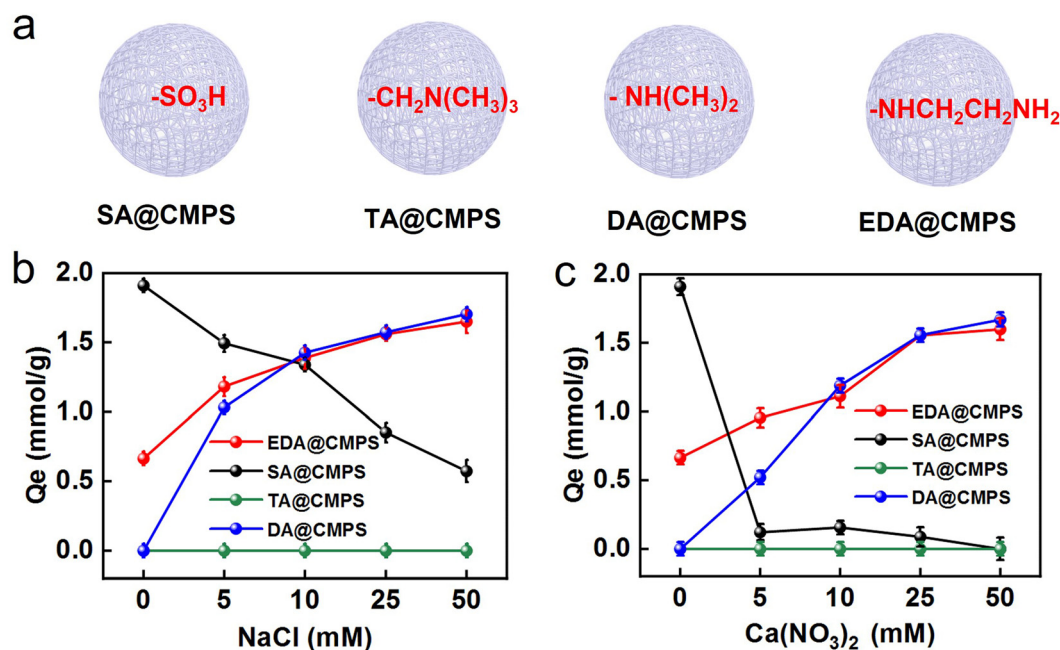 a
-SO₃H
-CH₂N(CH₃)₃
- NH(CH₃)₂
-NHCH₂CH₂NH₂
SA@CMPS
TA@CMPS
DA@CMPS
EDA@CMPS
b
2.0
1.5
1.0
0.5
0.0
Qe (mmol/g)
EDA@CMPS
SA@CMPS
TA@CMPS
DA@CMPS
0 5 10 25 50
NaCl (mM)
c
2.0
1.5
1.0
0.5
0.0
Qe (mmol/g)
EDA@CMPS
SA@CMPS
TA@CMPS
DA@CMPS
0 5 10 25 50
Ca(NO₃)₂ (mM)